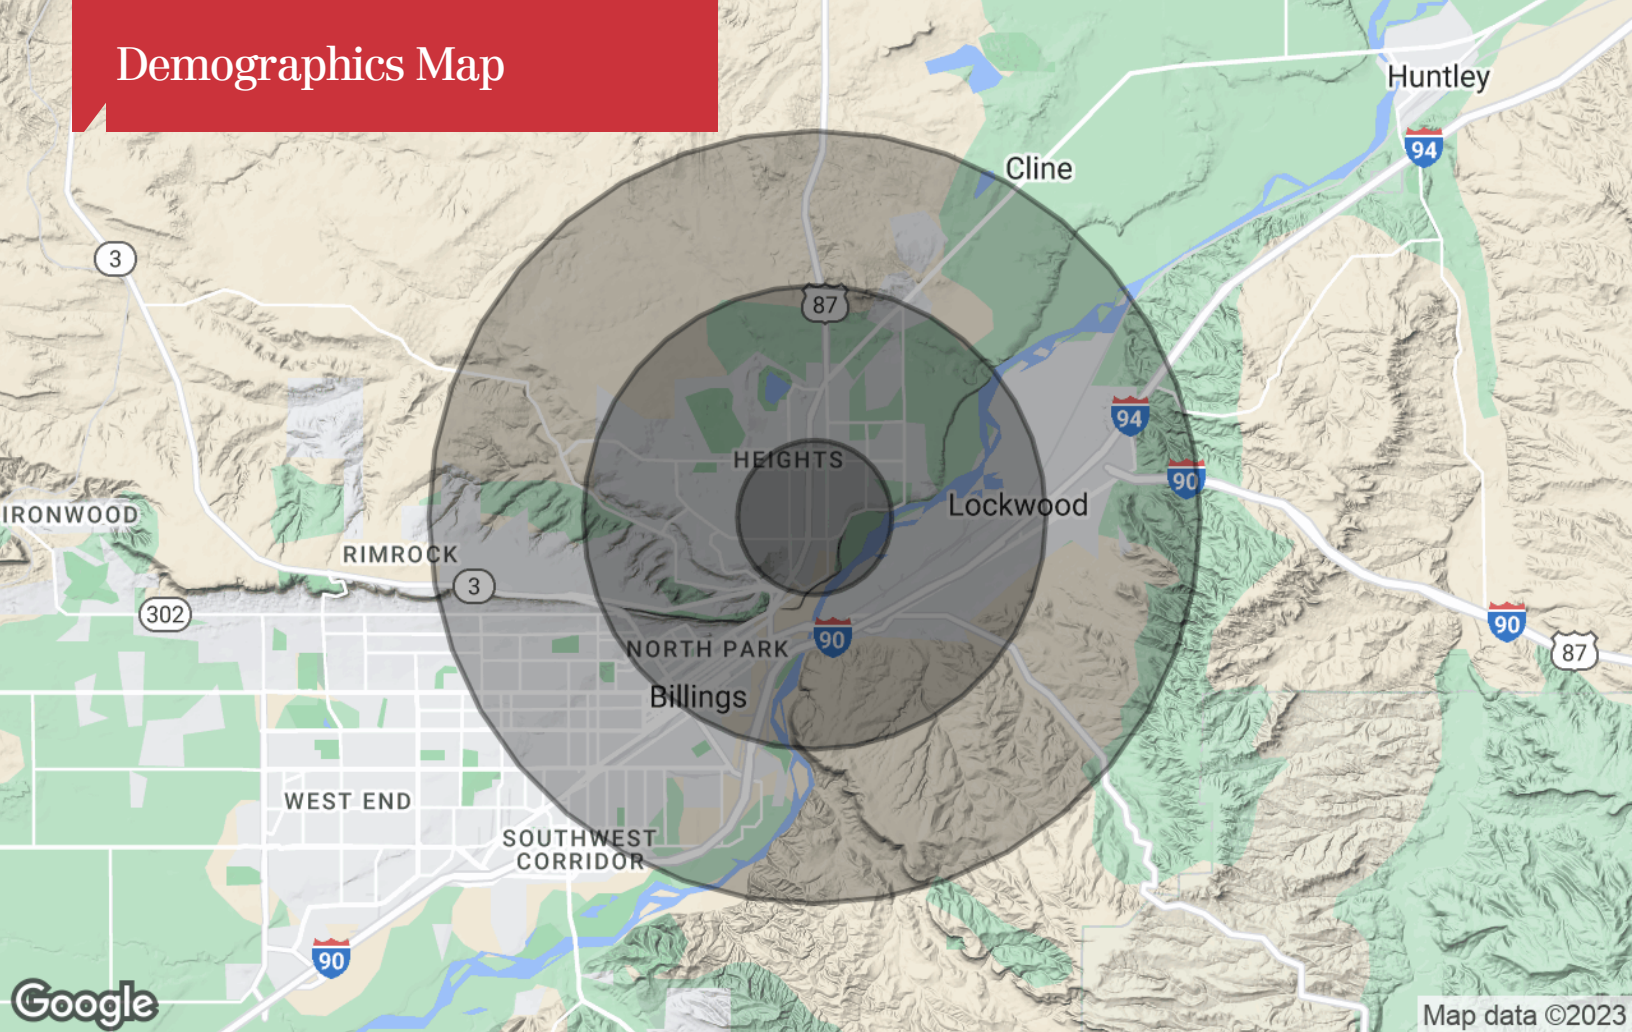 Demographics Map
Huntley
94
Cline
3
87
94
HEIGHTS
90
Lockwood
IRONWOOD
RIMROCK
3
302
90
90
87
NORTH PARK
Billings
WEST END
SOUTHWEST
CORRIDOR
90
Google
Map data ©2023